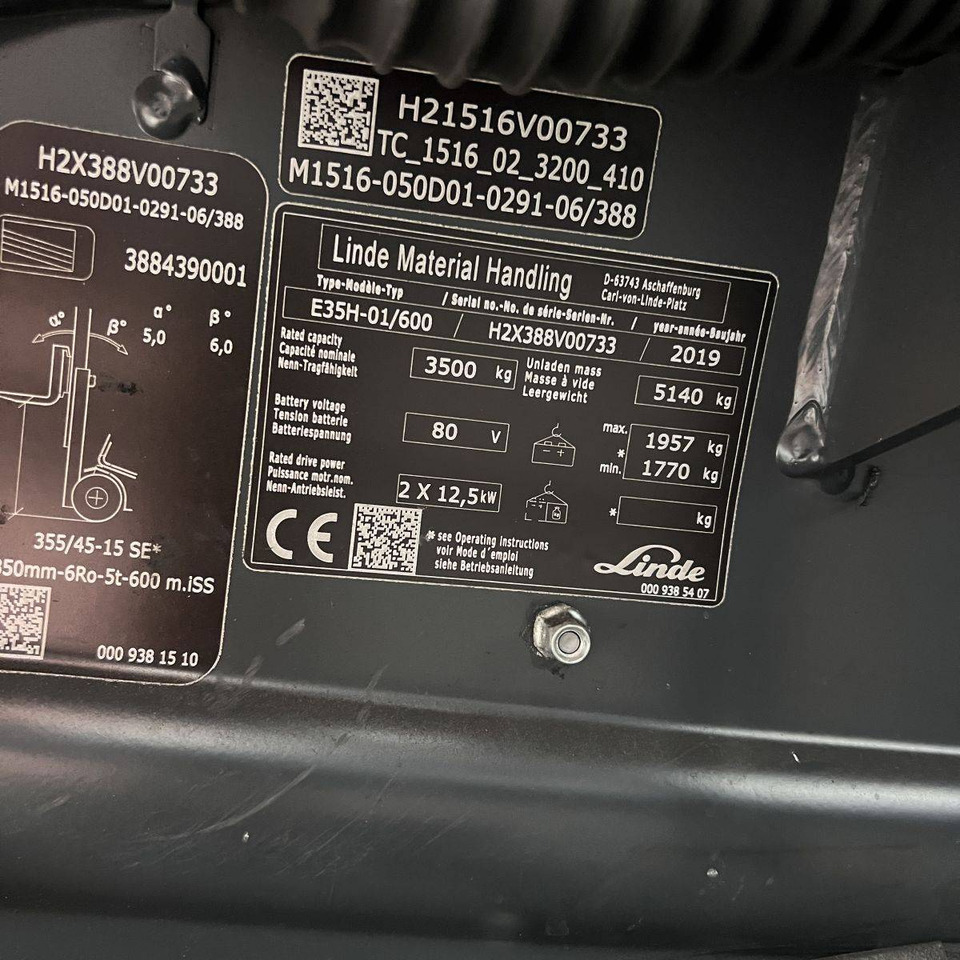 H21516V00733
TC_1516_02_3200_410
M1516-050D01-0291-06/388
H2X388V00733
M1516-050D01-0291-06/388
3884390001
α° β°
α° β°
5,0 6,0
355/45-15 SE*
350mm-6Ro-5t-600 m.iSS
000 938 15 10
Linde Material Handling
D-63743 Aschaffenburg
Carl-von-Linde-Platz
Type-Modèle-Typ / Serial no.-No. de série-Serien-Nr. / year-année-Baujahr
E35H-01/600 / H2X388V00733 / 2019
Rated capacity
Capacité nominale
Nenn-Tragfähigkeit
3500 kg
Unladen mass
Masse à vide
Leergewicht
5140 kg
Battery voltage
Tension batterie
Batteriespannung
80 V
- +
max. 1957 kg
*
min. 1770 kg
Rated drive power
Puissance motr.nom.
Nenn-Antriebsleist.
2 X 12,5 kW
* kg
CE
* see Operating Instructions
voir Mode d'emploi
siehe Betriebsanleitung
Linde
000 938 54 07